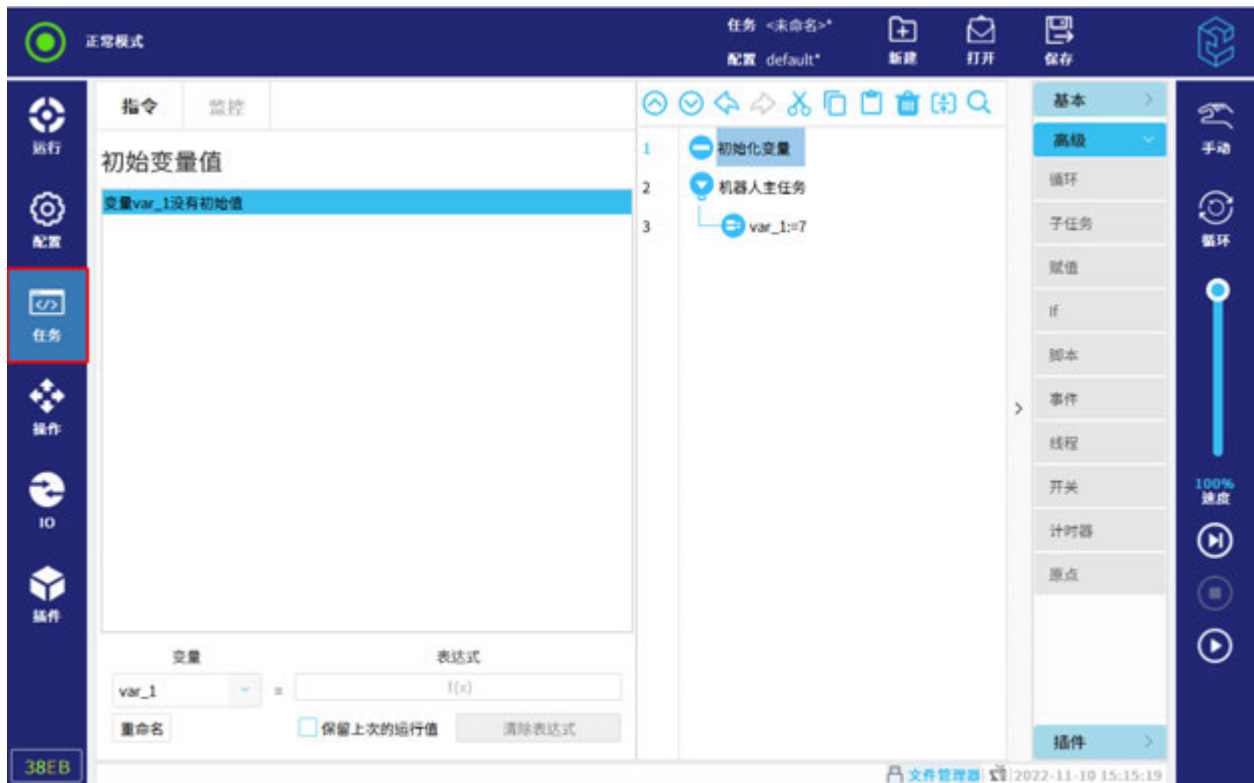 正常模式
任务 <未命名>*
配置 default*
新建
打开
保存
运行
配置
任务
操作
IO
插件
38EB
指令
监控
初始变量值
变量var_1没有初始值
变量
表达式
var_1
=
f(x)
重命名
保留上次的运行值
清除表达式
1 初始化变量
2 机器人主任务
3 var_1:=7
基本 >
高级
循环
子任务
赋值
If
脚本
事件
线程
开关
计时器
原点
插件 >
>
手动
循环
100%
速度
文件管理器
2022-11-10 15:15:19